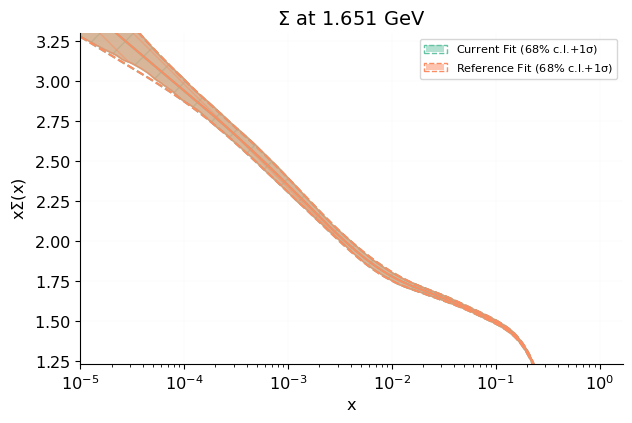 Σ at 1.651 GeV
Current Fit (68% c.l.+1σ)
Reference Fit (68% c.l.+1σ)
xΣ(x)
3.25
3.00
2.75
2.50
2.25
2.00
1.75
1.50
1.25
10⁻⁵ 10⁻⁴ 10⁻³ 10⁻² 10⁻¹ 10⁰
x